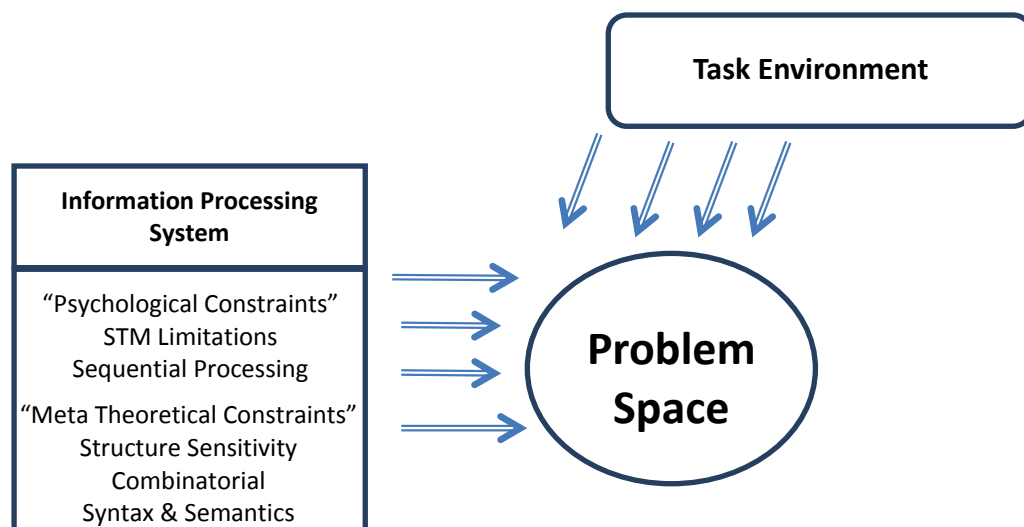 Task Environment
Information Processing
System
“Psychological Constraints”
STM Limitations
Sequential Processing
“Meta Theoretical Constraints”
Structure Sensitivity
Combinatorial
Syntax & Semantics
Problem
Space